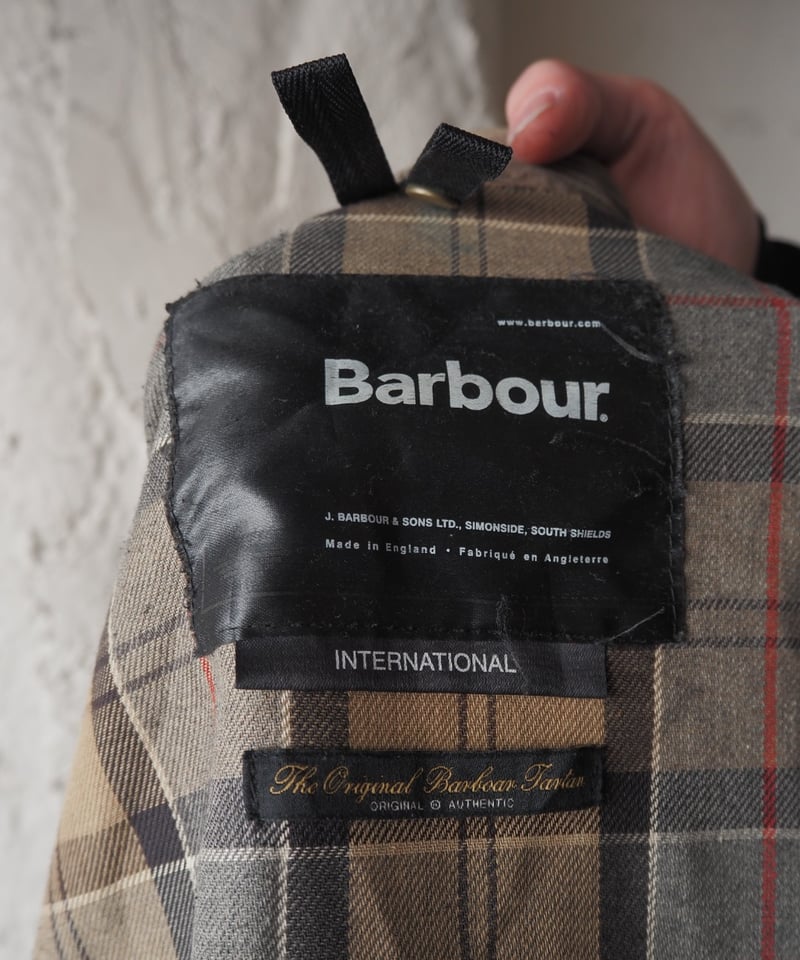 www.barbour.com
Barbour.
J. BARBOUR & SONS LTD., SIMONSIDE, SOUTH SHIELDS
Made in England • Fabriqué en Angleterre
INTERNATIONAL
The Original Barbour Tartan
ORIGINAL ® AUTHENTIC